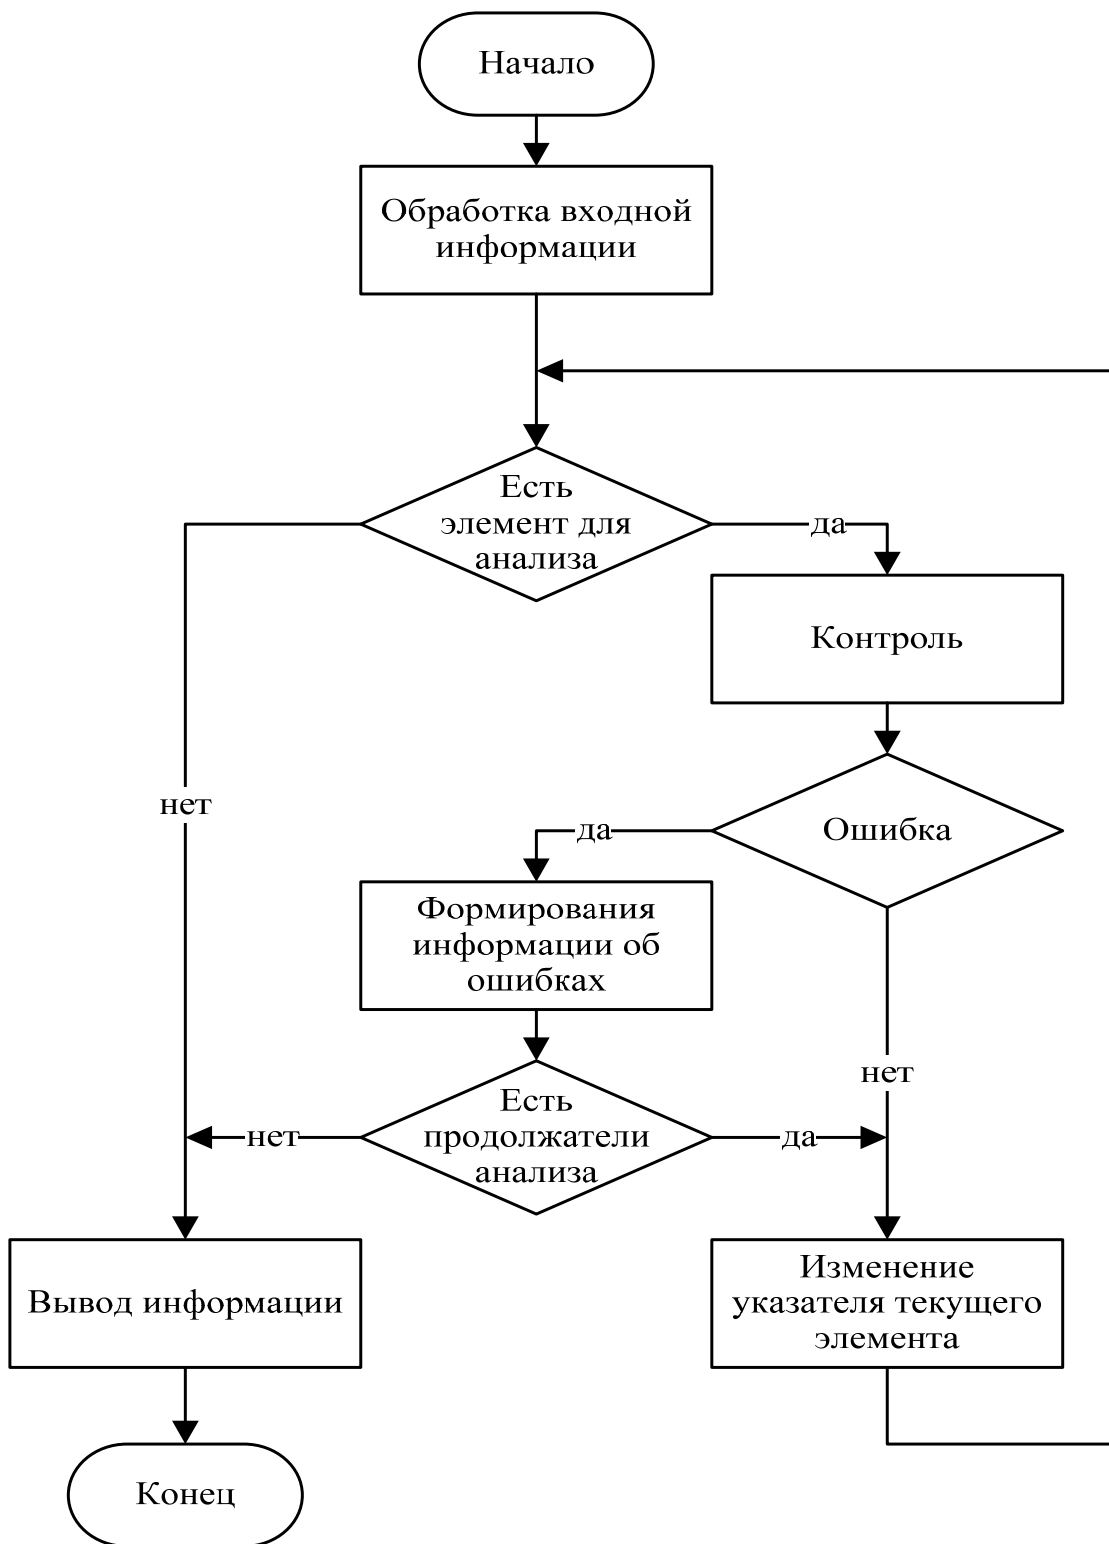 Начало
Обработка входной
информации
Есть
элемент для
анализа
да
Контроль
нет
Ошибка
да
Формирования
информации об
ошибках
нет
Есть
продолжатели
анализа
нет
да
Вывод информации
Изменение
указателя текущего
элемента
Конец